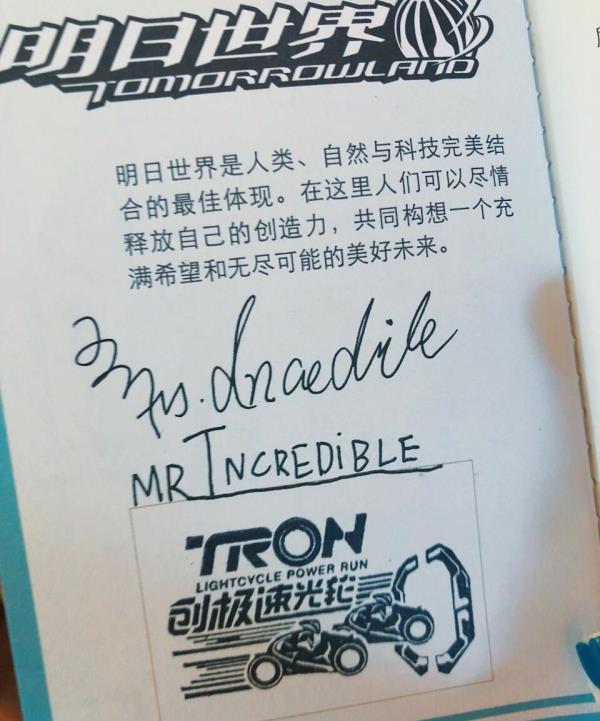 明日世界
TOMORROWLAND
明日世界是人类、自然与科技完美结
合的最佳体现。在这里人们可以尽情
释放自己的创造力，共同构想一个充
满希望和无尽可能的美好未来。
Mrs. Incredible
MR INCREDIBLE
TRON
LIGHTCYCLE POWER RUN
创极速光轮